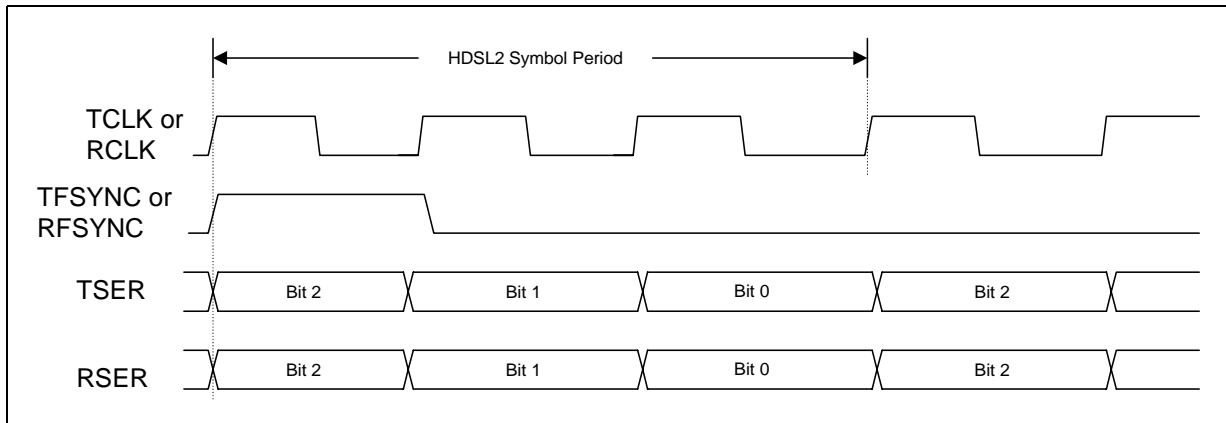 HDSL2 Symbol Period
TCLK or
RCLK
TFSYNC or
RFSYNC
TSER
Bit 2
Bit 1
Bit 0
Bit 2
RSER
Bit 2
Bit 1
Bit 0
Bit 2